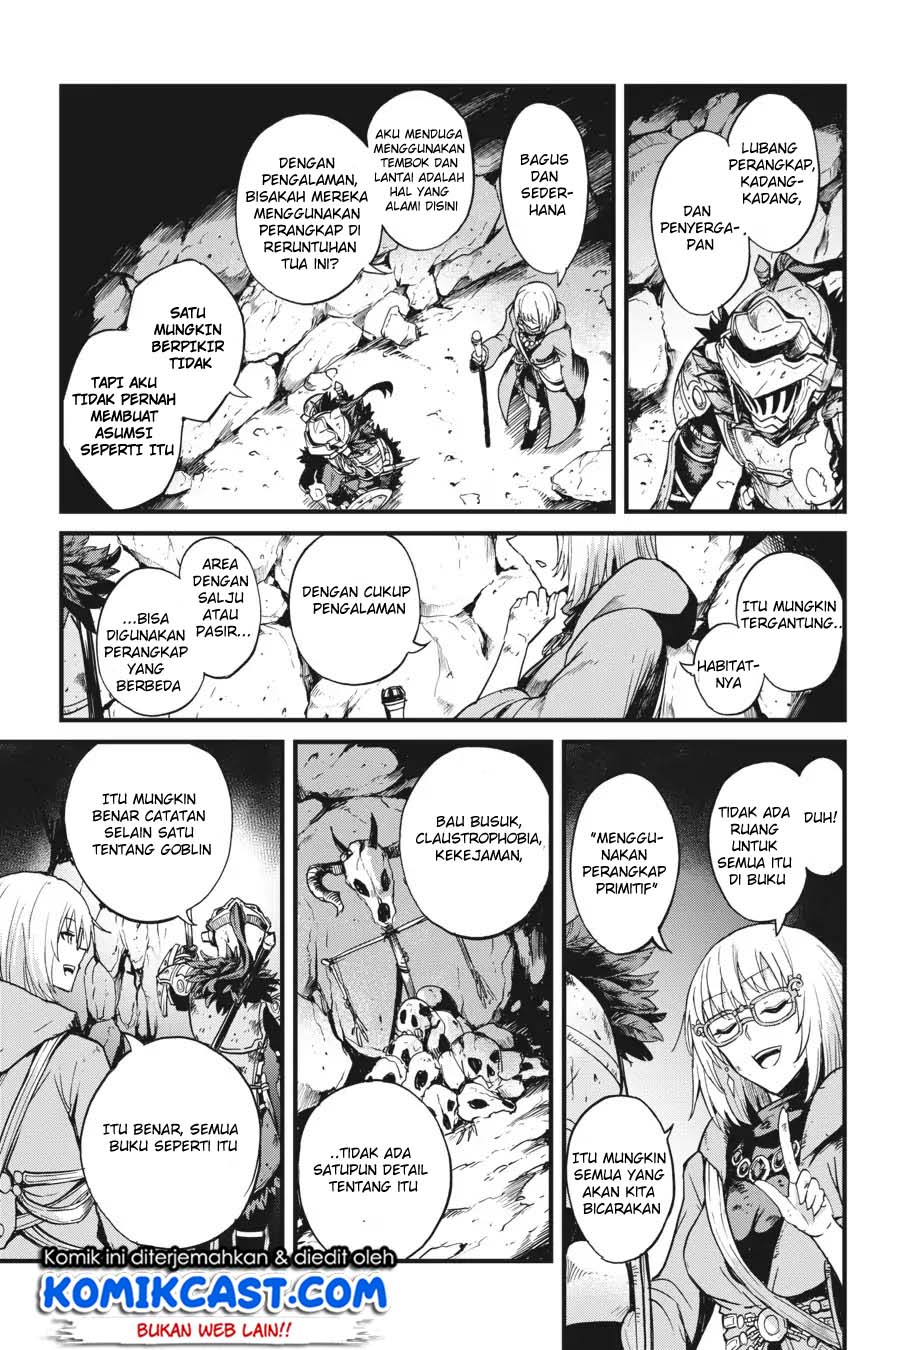 LUBANG
PERANGKAP,
KADANG-
KADANG,
DAN
PENYERGA-
PAN
BAGUS
DAN
SEDER-
HANA
AKU MENDUGA
MENGGUNAKAN
TEMBOK DAN
LANTAI ADALAH
HAL YANG
ALAMI DISINI
DENGAN
PENGALAMAN,
BISAKAH MEREKA
MENGGUNAKAN
PERANGKAP DI
RERUNTUHAN
TUA INI?
SATU
MUNGKIN
BERPIKIR
TIDAK
TAPI AKU
TIDAK PERNAH
MEMBUAT
ASUMSI
SEPERTI ITU
ITU MUNGKIN
TERGANTUNG..
HABITAT-
NYA
DENGAN CUKUP
PENGALAMAN
AREA
DENGAN
SALJU
ATAU
PASIR...
...BISA
DIGUNAKAN
PERANGKAP
YANG
BERBEDA
DUH!
TIDAK ADA
RUANG
UNTUK
SEMUA ITU
DI BUKU
"MENGGU-
NAKAN
PERANGKAP
PRIMITIF"
ITU MUNGKIN
SEMUA YANG
AKAN KITA
BICARAKAN
BAU BUSUK,
CLAUSTROPHOBIA,
KEKEJAMAN,
..TIDAK ADA
SATUPUN DETAIL
TENTANG ITU
ITU MUNGKIN
BENAR CATATAN
SELAIN SATU
TENTANG GOBLIN
ITU BENAR, SEMUA
BUKU SEPERTI ITU
Komik ini diterjemahkan & diedit oleh
KOMIKCAST.COM
BUKAN WEB LAIN!!